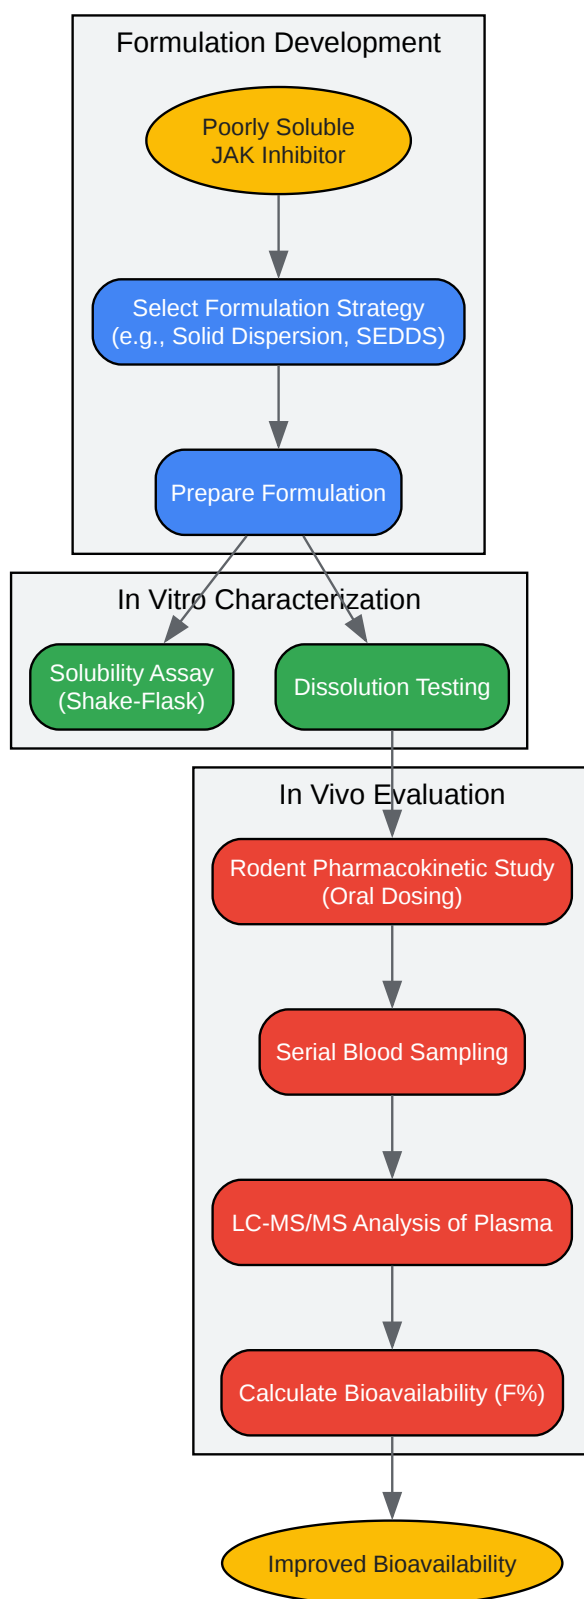 Formulation Development
Poorly Soluble
JAK Inhibitor
Select Formulation Strategy
(e.g., Solid Dispersion, SEDDS)
Prepare Formulation
In Vitro Characterization
Solubility Assay
(Shake-Flask)
Dissolution Testing
In Vivo Evaluation
Rodent Pharmacokinetic Study
(Oral Dosing)
Serial Blood Sampling
LC-MS/MS Analysis of Plasma
Calculate Bioavailability (F%)
Improved Bioavailability